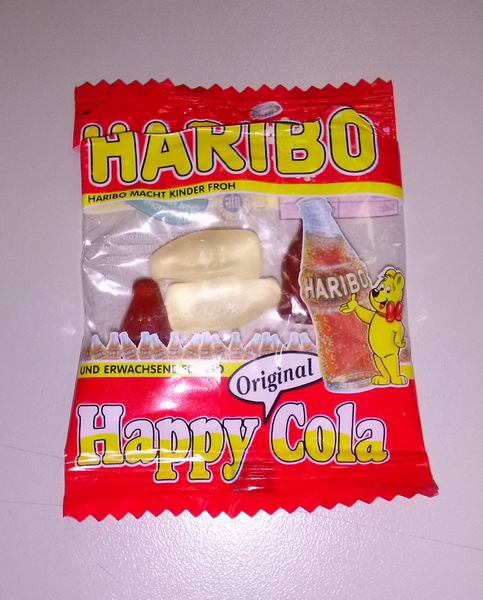 HARIBO
HARIBO MACHT KINDER FROH
HARIBO
UND ERWACHSENE
Original
Happy Cola